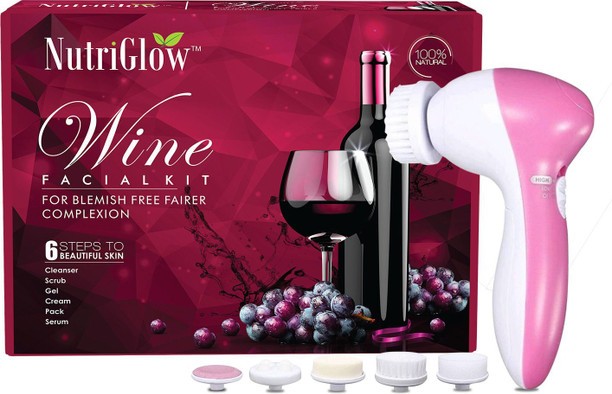 NutriGlow™
Wine
FACIAL KIT
FOR BLEMISH FREE FAIRER
COMPLEXION
6 STEPS TO
BEAUTIFUL SKIN
Cleanser
Scrub
Gel
Cream
Pack
Serum
100%
NATURAL
HIGH